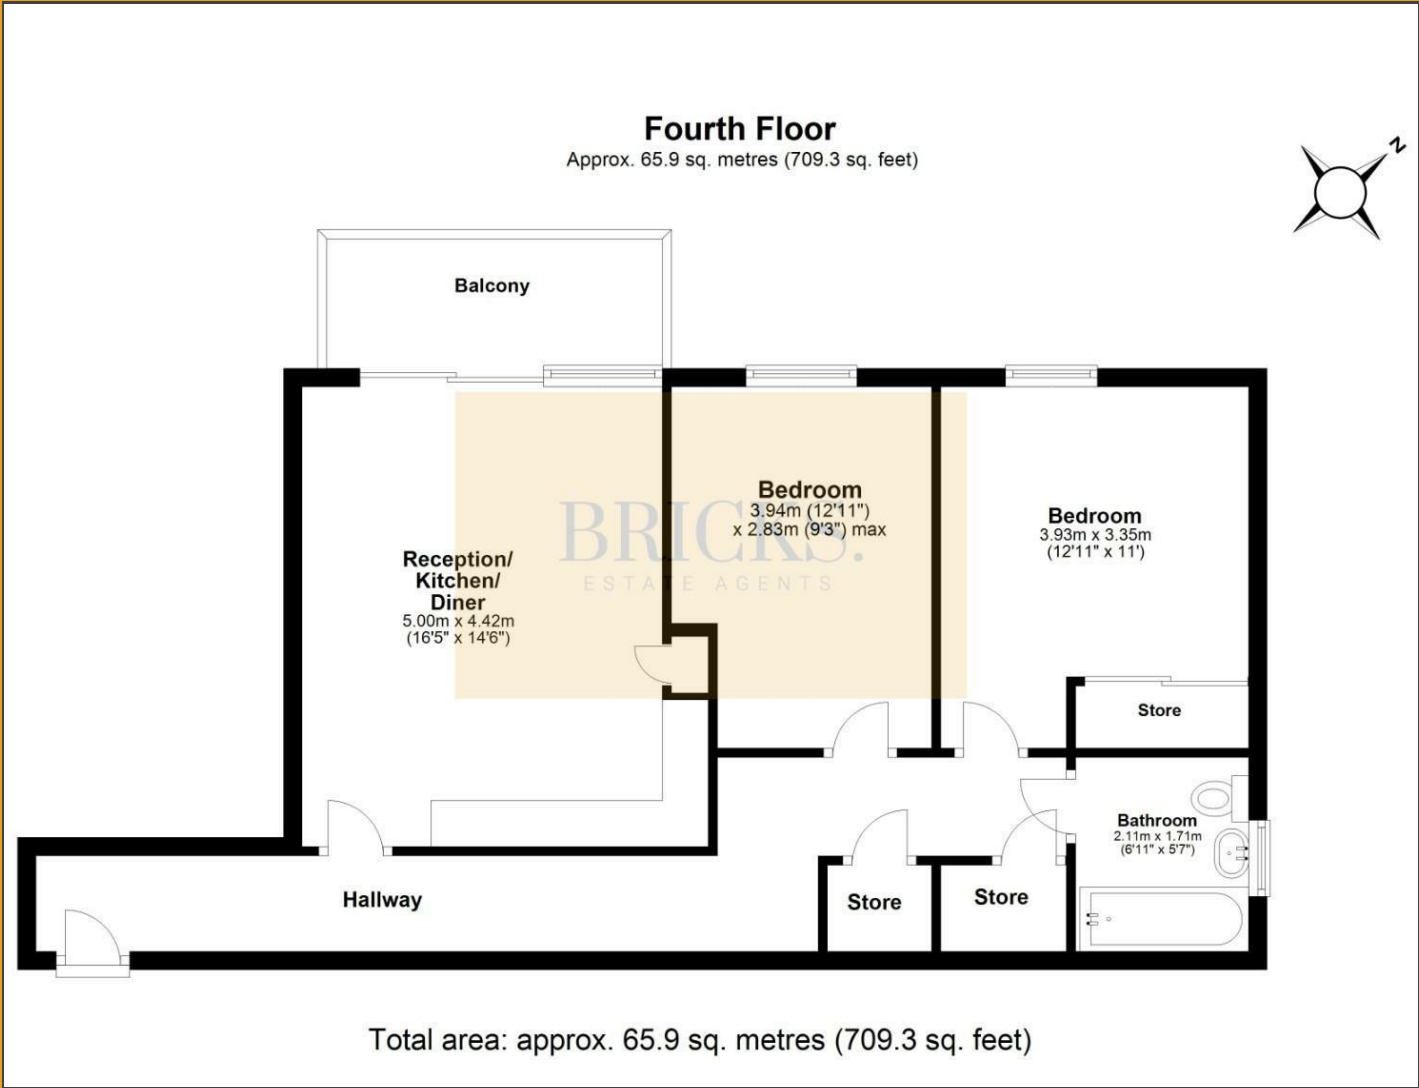 Fourth Floor
Approx. 65.9 sq. metres (709.3 sq. feet)
N
Balcony
Bedroom
3.94m (12'11")
x 2.83m (9'3") max
Bedroom
3.93m x 3.35m
(12'11" x 11')
BRICKS.
ESTATE AGENTS
Reception/
Kitchen/
Diner
5.00m x 4.42m
(16'5" x 14'6")
Store
Bathroom
2.11m x 1.71m
(6'11" x 5'7")
Hallway
Store
Store
Total area: approx. 65.9 sq. metres (709.3 sq. feet)